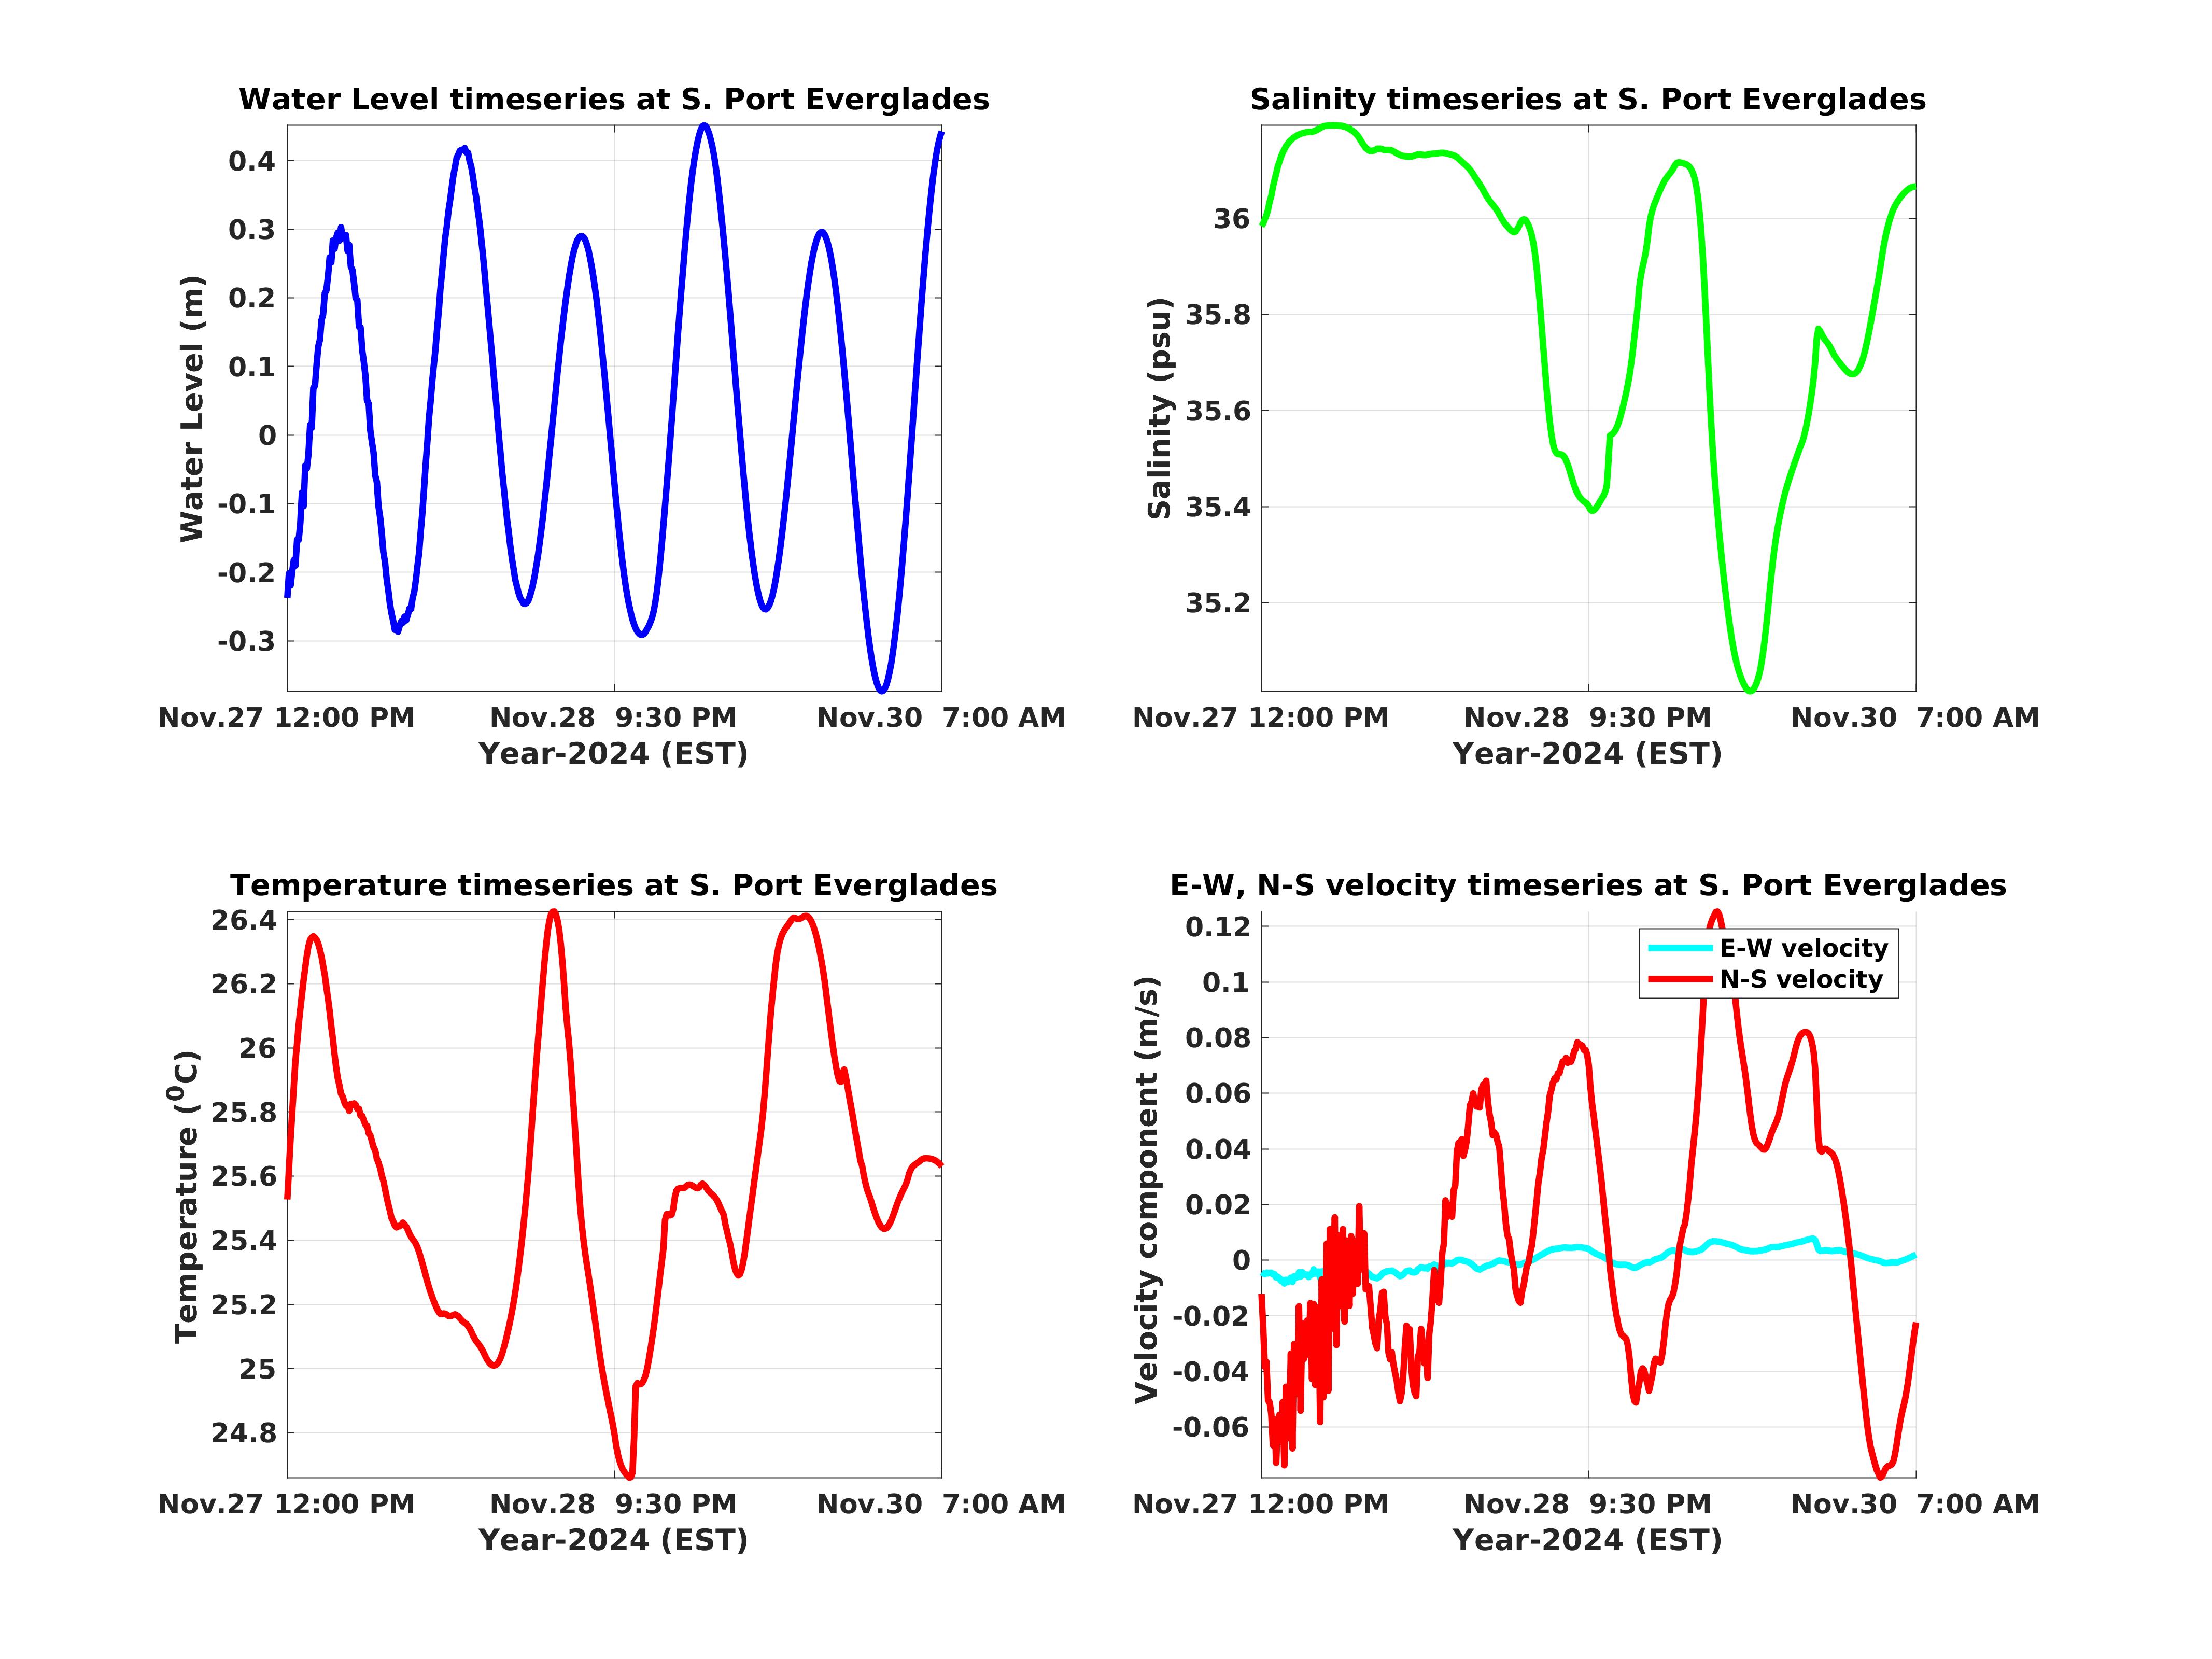 Water Level timeseries at S. Port Everglades
Water Level (m)
0.4
0.3
0.2
0.1
0
-0.1
-0.2
-0.3
Nov.27 12:00 PM Nov.28 9:30 PM Nov.30 7:00 AM
Year-2024 (EST)
Salinity timeseries at S. Port Everglades
Salinity (psu)
36
35.8
35.6
35.4
35.2
Nov.27 12:00 PM Nov.28 9:30 PM Nov.30 7:00 AM
Year-2024 (EST)
Temperature timeseries at S. Port Everglades
Temperature (⁰C)
26.4
26.2
26
25.8
25.6
25.4
25.2
25
24.8
Nov.27 12:00 PM Nov.28 9:30 PM Nov.30 7:00 AM
Year-2024 (EST)
E-W, N-S velocity timeseries at S. Port Everglades
Velocity component (m/s)
0.12
0.1
0.08
0.06
0.04
0.02
0
-0.02
-0.04
-0.06
E-W velocity
N-S velocity
Nov.27 12:00 PM Nov.28 9:30 PM Nov.30 7:00 AM
Year-2024 (EST)